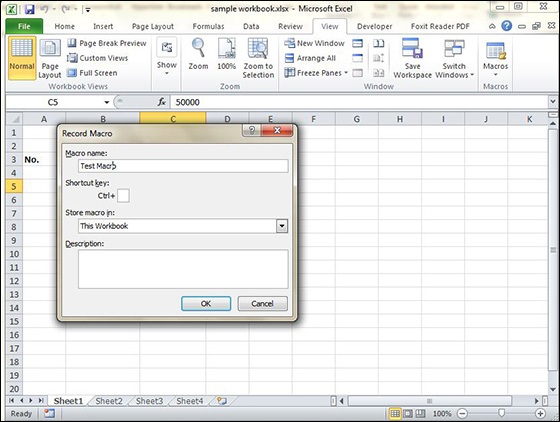 sample workbook.xlsx - Microsoft Excel
File Home Insert Page Layout Formulas Data Review View Developer Foxit Reader PDF
Normal
Page Layout
Page Break Preview
Custom Views
Full Screen
Workbook Views
Show
Zoom
100%
Zoom to Selection
Zoom
New Window
Arrange All
Freeze Panes
Save Workspace
Switch Windows
Window
Macros
Macros
C5 fx 50000
A B C D E F G H I J K
1
2
3 No.
4
5
6
7
8
9
10
11
12
13
14
15
16
17
18
19
20
Record Macro
Macro name:
Test Macro
Shortcut key:
Ctrl+
Store macro in:
This Workbook
Description:
OK Cancel
Sheet1 Sheet2 Sheet3 Sheet4
Ready 100%